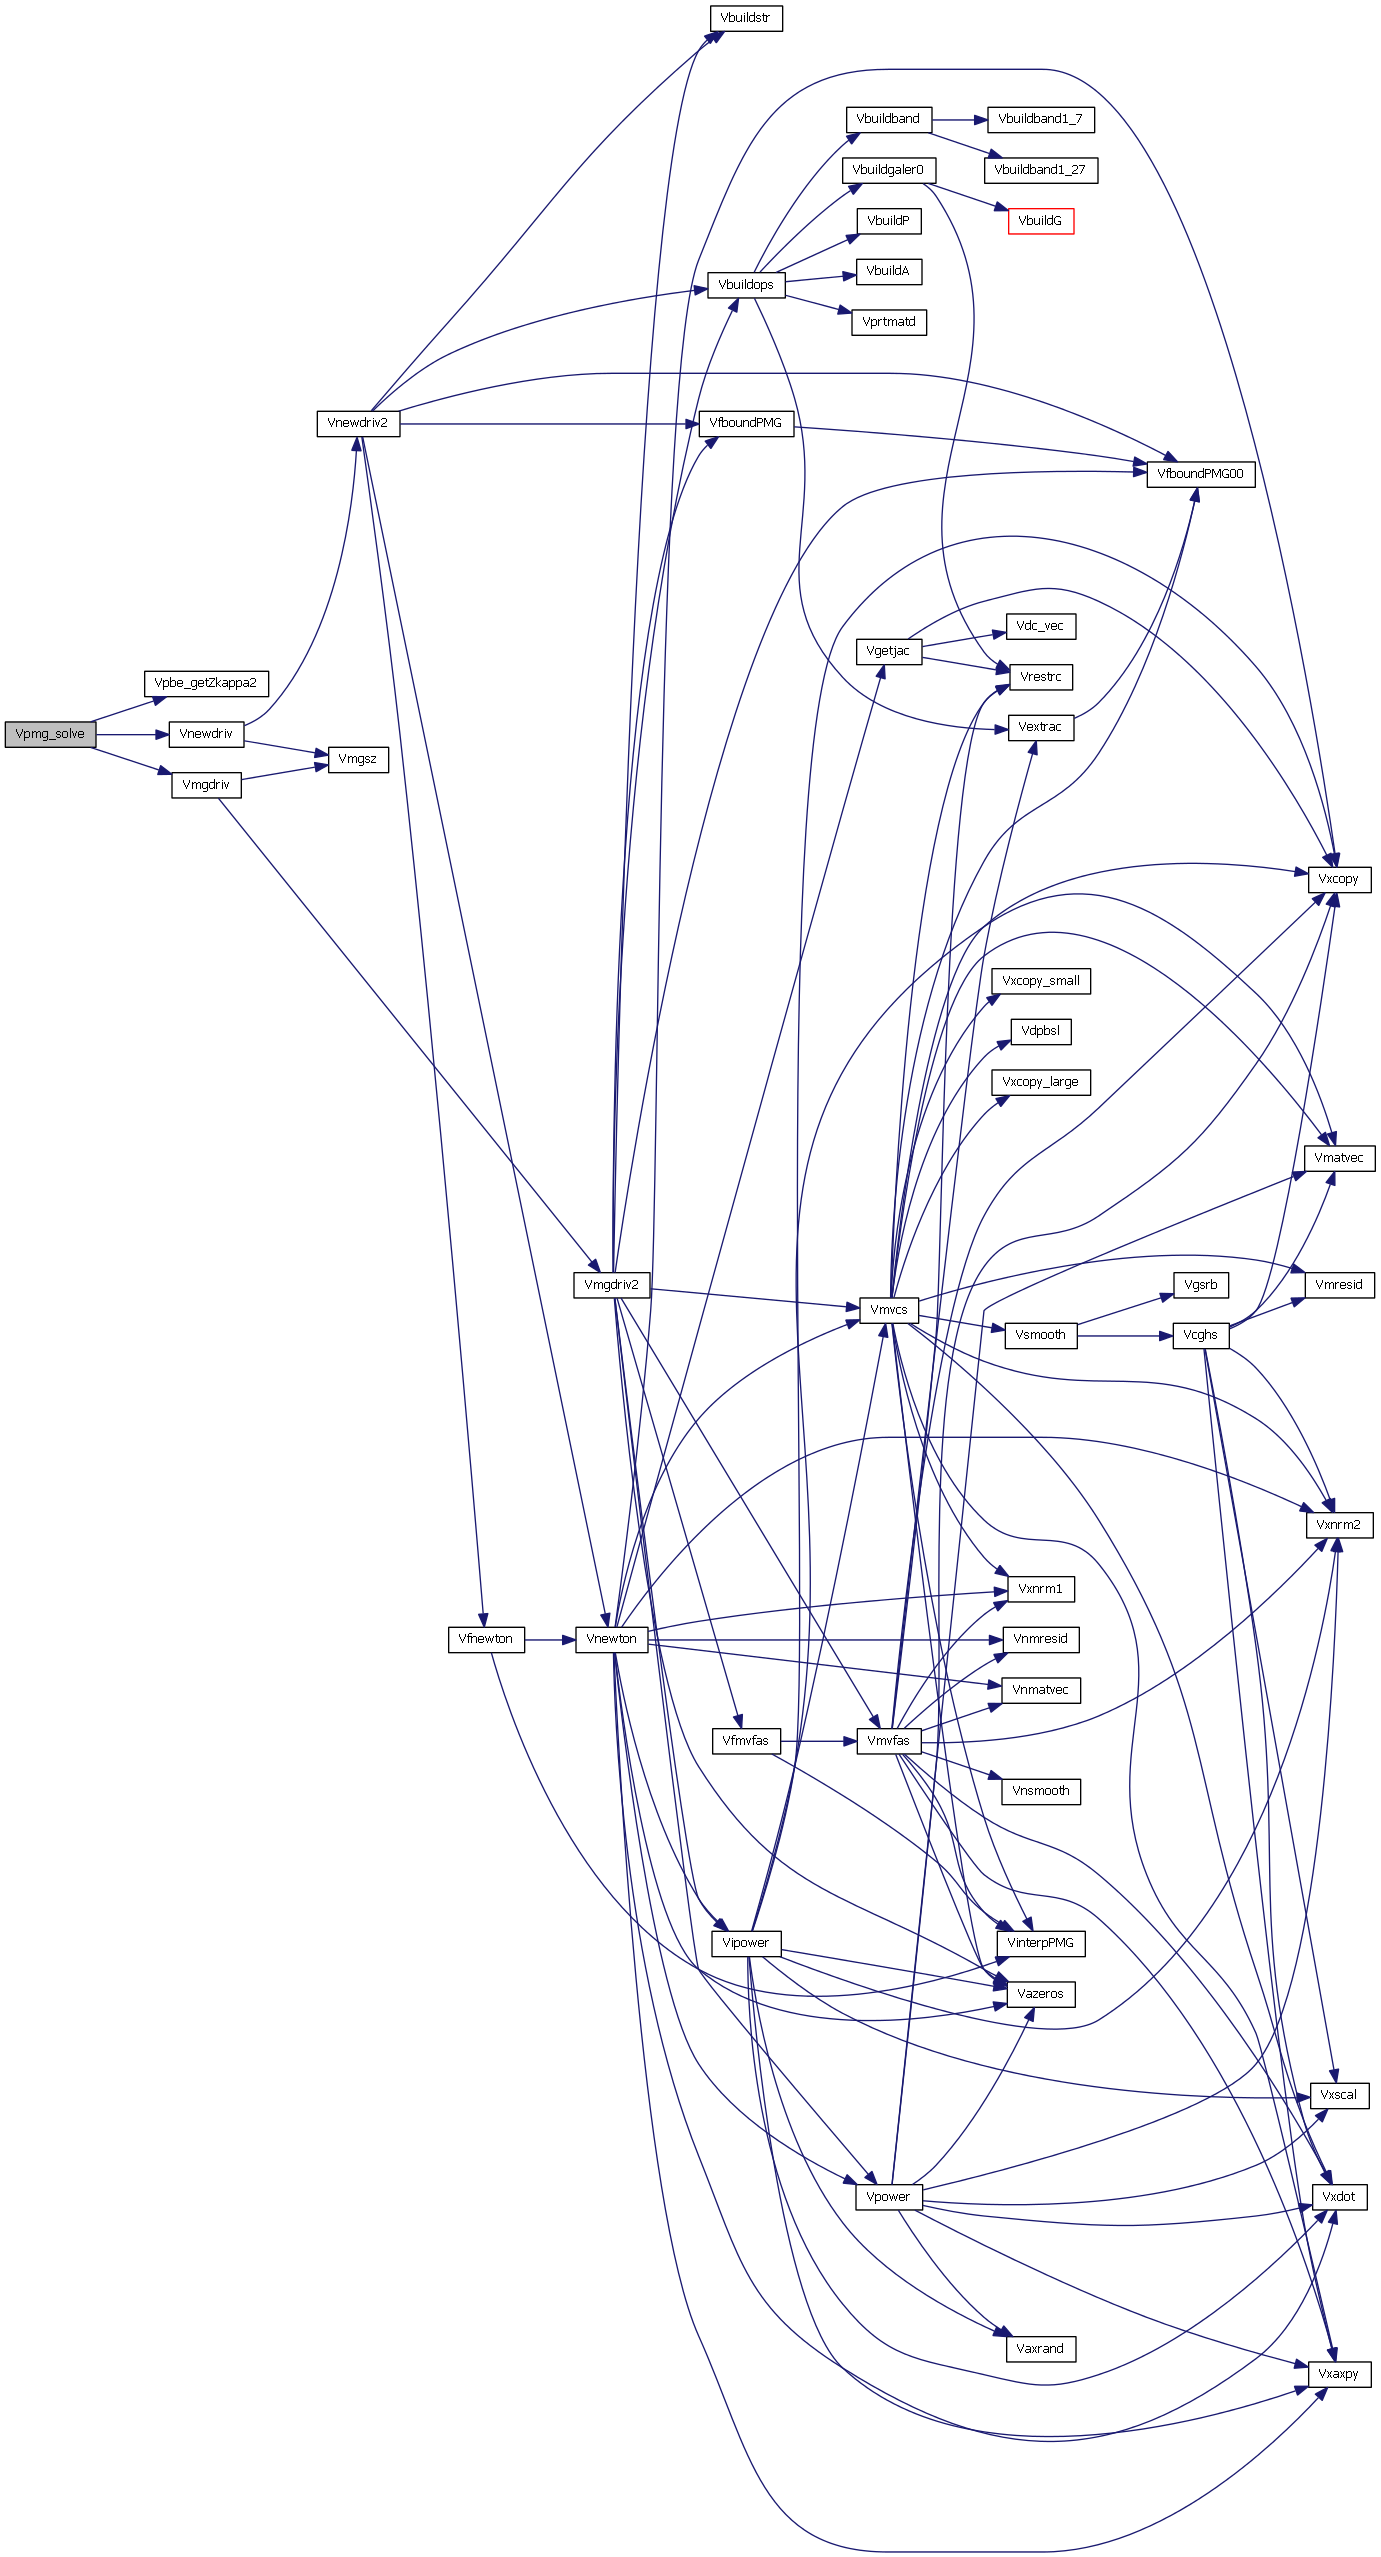 Vbuildstr
Vbuildband
Vbuildband1_7
Vbuildband1_27
Vbuildgaler0
VbuildG
VbuildP
VbuildA
Vbuildops
Vprtmatd
Vnewdriv2
VfboundPMG
VfboundPMG00
Vdc_vec
Vgetjac
Vrestrc
Vpbe_getZkappa2
Vextrac
Vpmg_solve
Vnewdriv
Vmgsz
Vmgdriv
Vxcopy
Vxcopy_small
Vdpbsl
Vxcopy_large
Vmatvec
Vmgdriv2
Vgsrb
Vmresid
Vmvcs
Vsmooth
Vcghs
Vxnrm2
Vxnrm1
Vfnewton
Vnewton
Vnmresid
Vnmatvec
Vfmvfas
Vmvfas
Vnsmooth
Vipower
VinterpPMG
Vazeros
Vxscal
Vpower
Vxdot
Vaxrand
Vxaxpy